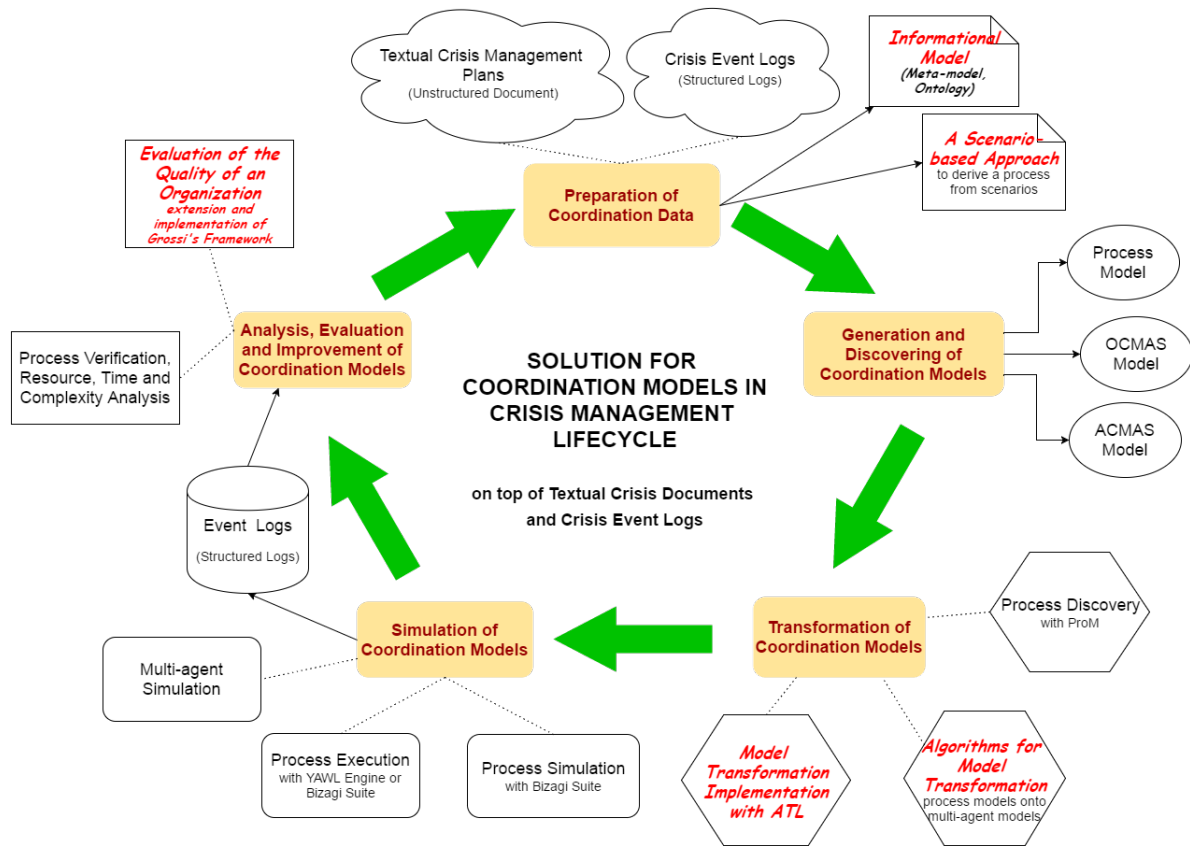 Textual Crisis Management
Plans
(Unstructured Document)
Crisis Event Logs
(Structured Logs)
Informational
Model
(Meta-model,
Ontology)
A Scenario-
based Approach
to derive a process
from scenarios
Evaluation of the
Quality of an
Organization
extension and
implementation of
Grossi's Framework
Preparation of
Coordination Data
Process
Model
OCMAS
Model
ACMAS
Model
Generation and
Discovering of
Coordination Models
Analysis, Evaluation
and Improvement of
Coordination Models
Process Verification,
Resource, Time and
Complexity Analysis
SOLUTION FOR
COORDINATION MODELS IN
CRISIS MANAGEMENT
LIFECYCLE
on top of Textual Crisis Documents
and Crisis Event Logs
Event Logs
(Structured Logs)
Simulation of
Coordination Models
Transformation of
Coordination Models
Process Discovery
with ProM
Multi-agent
Simulation
Process Execution
with YAWL Engine or
Bizagi Suite
Process Simulation
with Bizagi Suite
Model
Transformation
Implementation
with ATL
Algorithms for
Model
Transformation
process models onto
multi-agent models